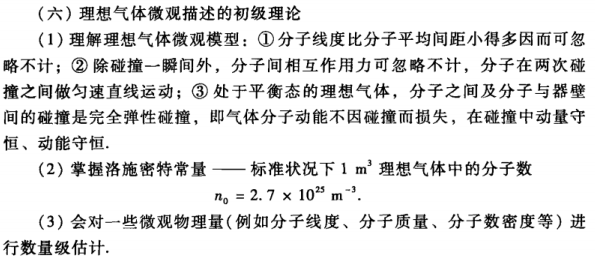 (六) 理想气体微观描述的初级理论
(1) 理解理想气体微观模型：①分子线度比分子平均间距小得多因而可忽
略不计；② 除碰撞一瞬间外，分子间相互作用力可忽略不计，分子在两次碰
撞之间做匀速直线运动；③ 处于平衡态的理想气体，分子之间及分子与器壁
间的碰撞是完全弹性碰撞，即气体分子动能不因碰撞而损失，在碰撞中动量守
恒、动能守恒.
(2) 掌握洛施密特常量 —— 标准状况下 1 m³ 理想气体中的分子数
n₀ = 2.7 × 10²⁵ m⁻³.
(3) 会对一些微观物理量(例如分子线度、分子质量、分子数密度等) 进
行数量级估计.